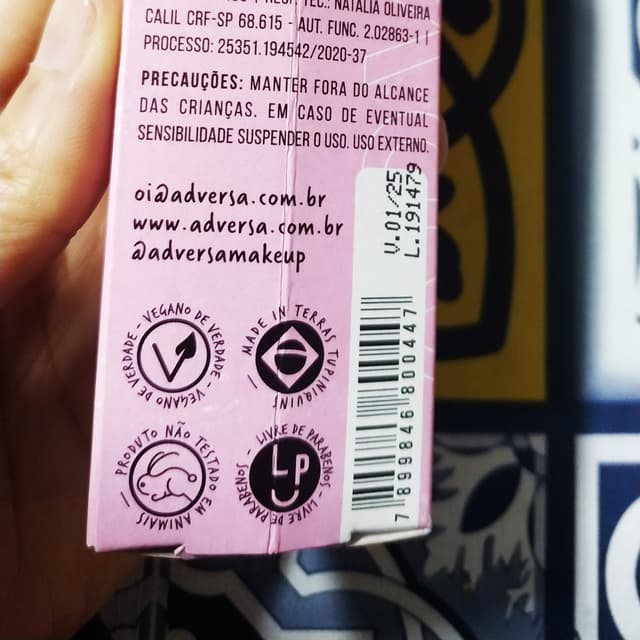 TEC.: NATÁLIA OLIVEIRA
CALIL CRF-SP 68.615 - AUT. FUNC. 2.02863-1 |
PROCESSO: 25351.194542/2020-37
PRECAUÇÕES: MANTER FORA DO ALCANCE
DAS CRIANÇAS. EM CASO DE EVENTUAL
SENSIBILIDADE SUSPENDER O USO. USO EXTERNO.
oi@adversa.com.br
www.adversa.com.br
@adversamakeup
V.01/25
L.191479
- VEGANO DE VERDADE - VEGANO DE VERDADE
MADE IN TERRAS TUPINIQUINS -
V
PRODUTO NÃO TESTADO EM ANIMAIS -
- LIVRE DE PARABENOS - LIVRE DE PARABENOS
LP
7 899846 800447